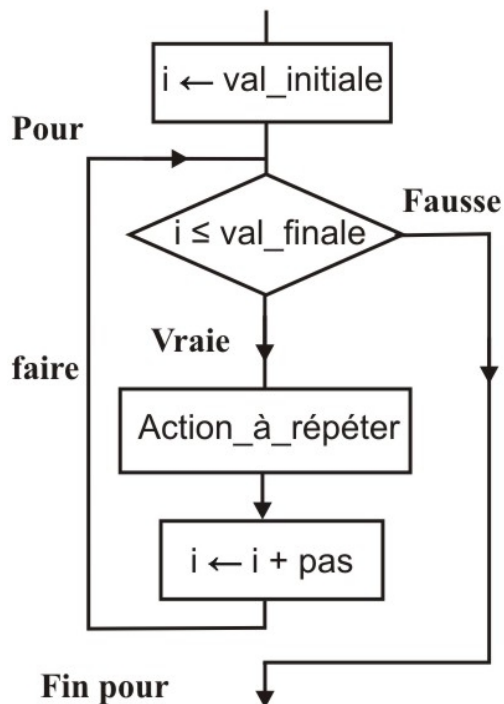 i ← val_initiale
Pour
i ≤ val_finale
Fausse
Vraie
faire
Action_à_répéter
i ← i + pas
Fin pour